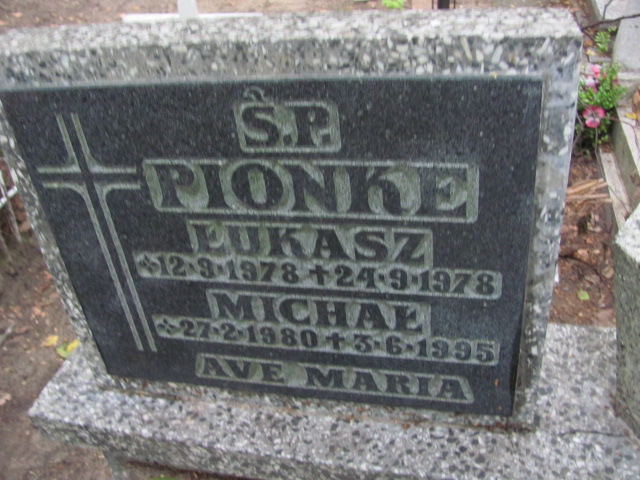 Ś.P.
PIONKE
ŁUKASZ
*12·9·1978 +24·9·1978
MICHAŁ
*27·2·1980 +3·6·1995
AVE MARIA